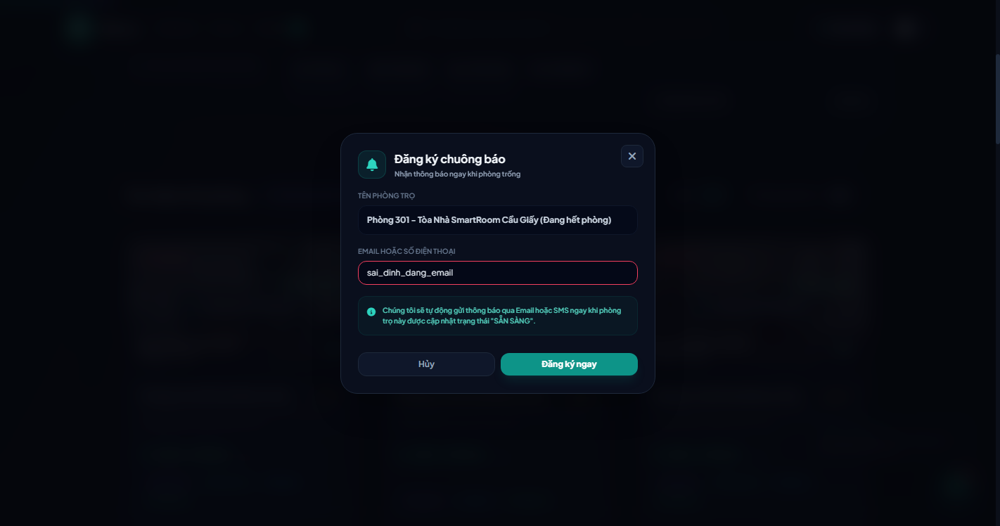 Đăng ký chuông báo
Nhận thông báo ngay khi phòng trống
TÊN PHÒNG TRỌ
Phòng 301 - Tòa Nhà SmartRoom Cầu Giấy (Đang hết phòng)
EMAIL HOẶC SỐ ĐIỆN THOẠI
sai_dinh_dang_email
Chúng tôi sẽ tự động gửi thông báo qua Email hoặc SMS ngay khi phòng
trọ này được cập nhật trạng thái "SẴN SÀNG".
Hủy
Đăng ký ngay